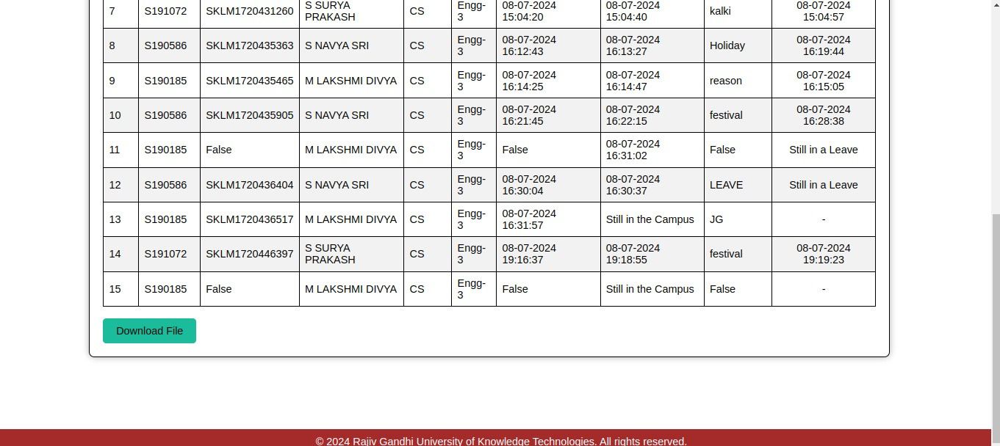 7 S191072 SKLM1720431260 S SURYA PRAKASH CS Engg-3 08-07-2024 15:04:20 08-07-2024 15:04:40 kalki 08-07-2024 15:04:57
8 S190586 SKLM1720435363 S NAVYA SRI CS Engg-3 08-07-2024 16:12:43 08-07-2024 16:13:27 Holiday 08-07-2024 16:19:44
9 S190185 SKLM1720435465 M LAKSHMI DIVYA CS Engg-3 08-07-2024 16:14:25 08-07-2024 16:14:47 reason 08-07-2024 16:15:05
10 S190586 SKLM1720435905 S NAVYA SRI CS Engg-3 08-07-2024 16:21:45 08-07-2024 16:22:15 festival 08-07-2024 16:28:38
11 S190185 False M LAKSHMI DIVYA CS Engg-3 False 08-07-2024 16:31:02 False Still in a Leave
12 S190586 SKLM1720436404 S NAVYA SRI CS Engg-3 08-07-2024 16:30:04 08-07-2024 16:30:37 LEAVE Still in a Leave
13 S190185 SKLM1720436517 M LAKSHMI DIVYA CS Engg-3 08-07-2024 16:31:57 Still in the Campus JG -
14 S191072 SKLM1720446397 S SURYA PRAKASH CS Engg-3 08-07-2024 19:16:37 08-07-2024 19:18:55 festival 08-07-2024 19:19:23
15 S190185 False M LAKSHMI DIVYA CS Engg-3 False Still in the Campus False -
Download File
© 2024 Rajiv Gandhi University of Knowledge Technologies. All rights reserved.